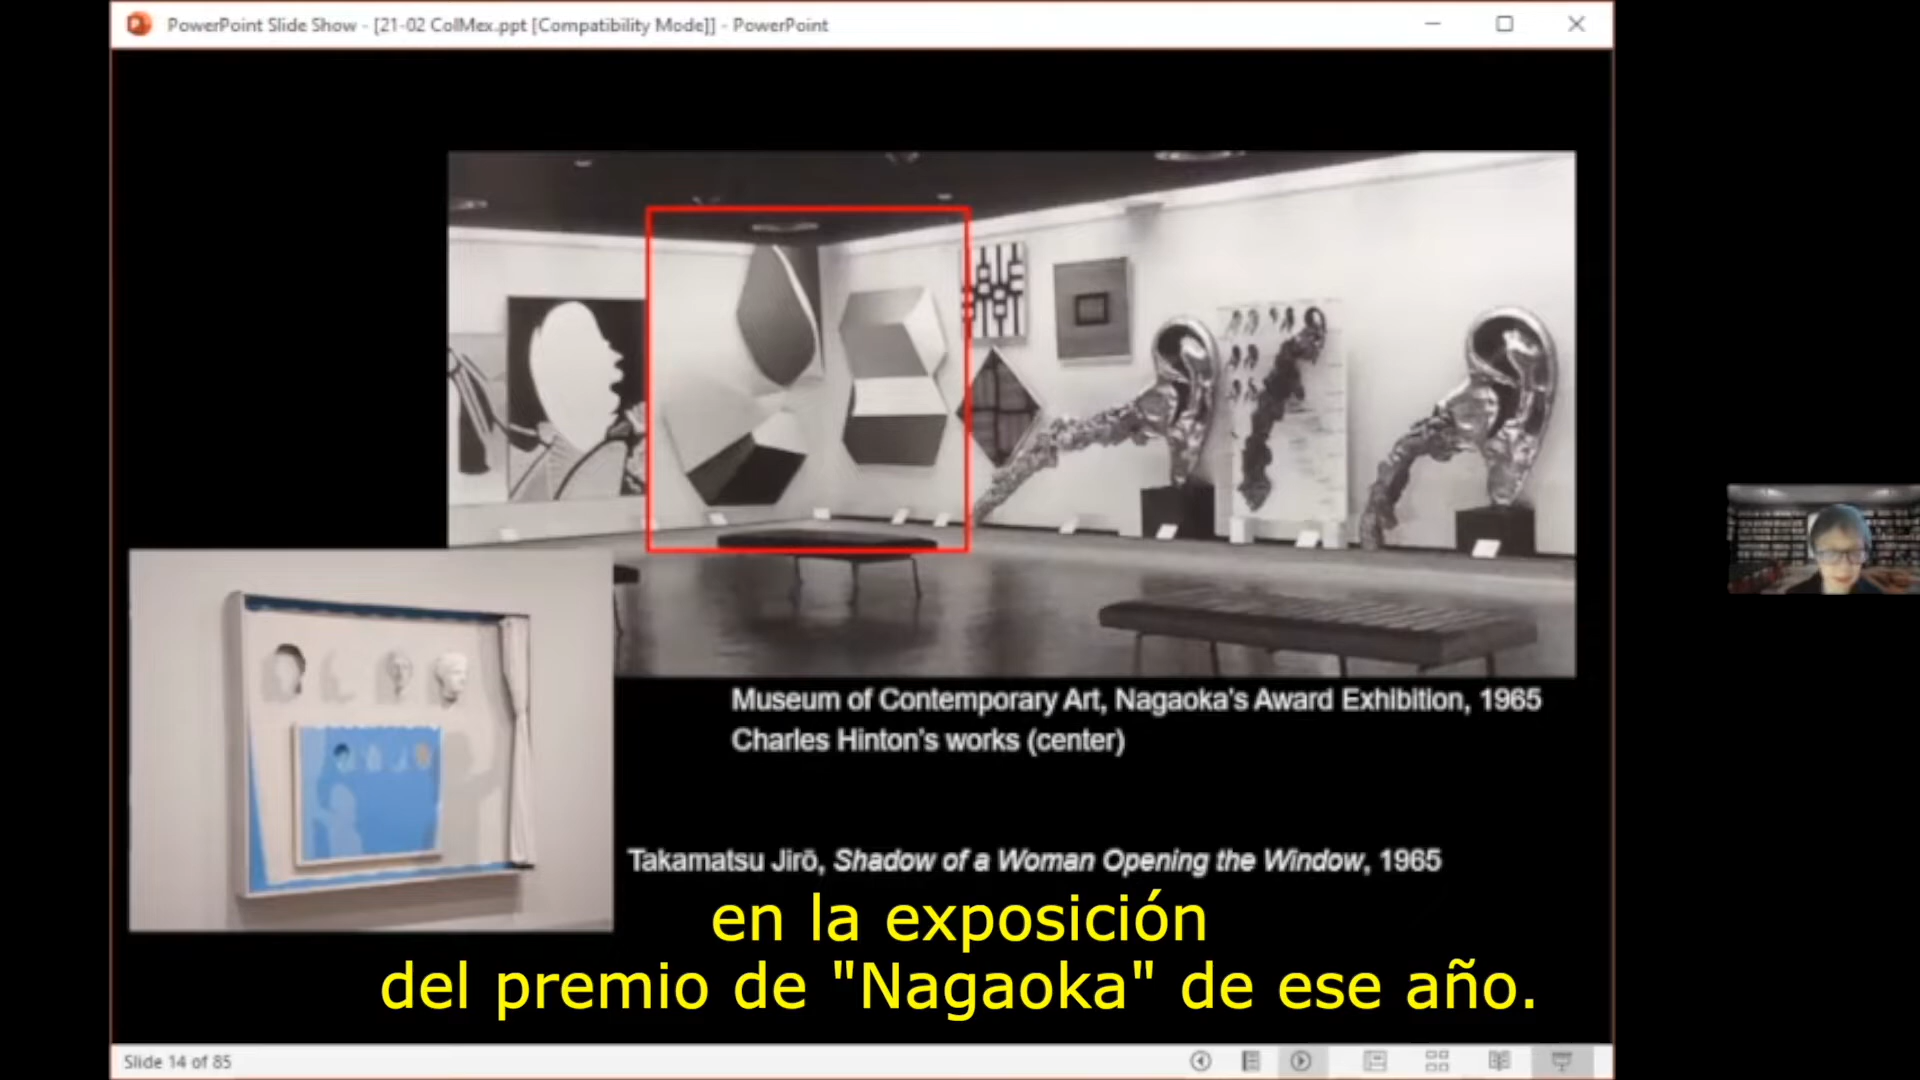 PowerPoint Slide Show - [21-02 ColMex.ppt [Compatibility Mode]] - PowerPoint
Museum of Contemporary Art, Nagaoka's Award Exhibition, 1965
Charles Hinton's works (center)
Takamatsu Jirō, Shadow of a Woman Opening the Window, 1965
en la exposición
del premio de "Nagaoka" de ese año.
Slide 14 of 85